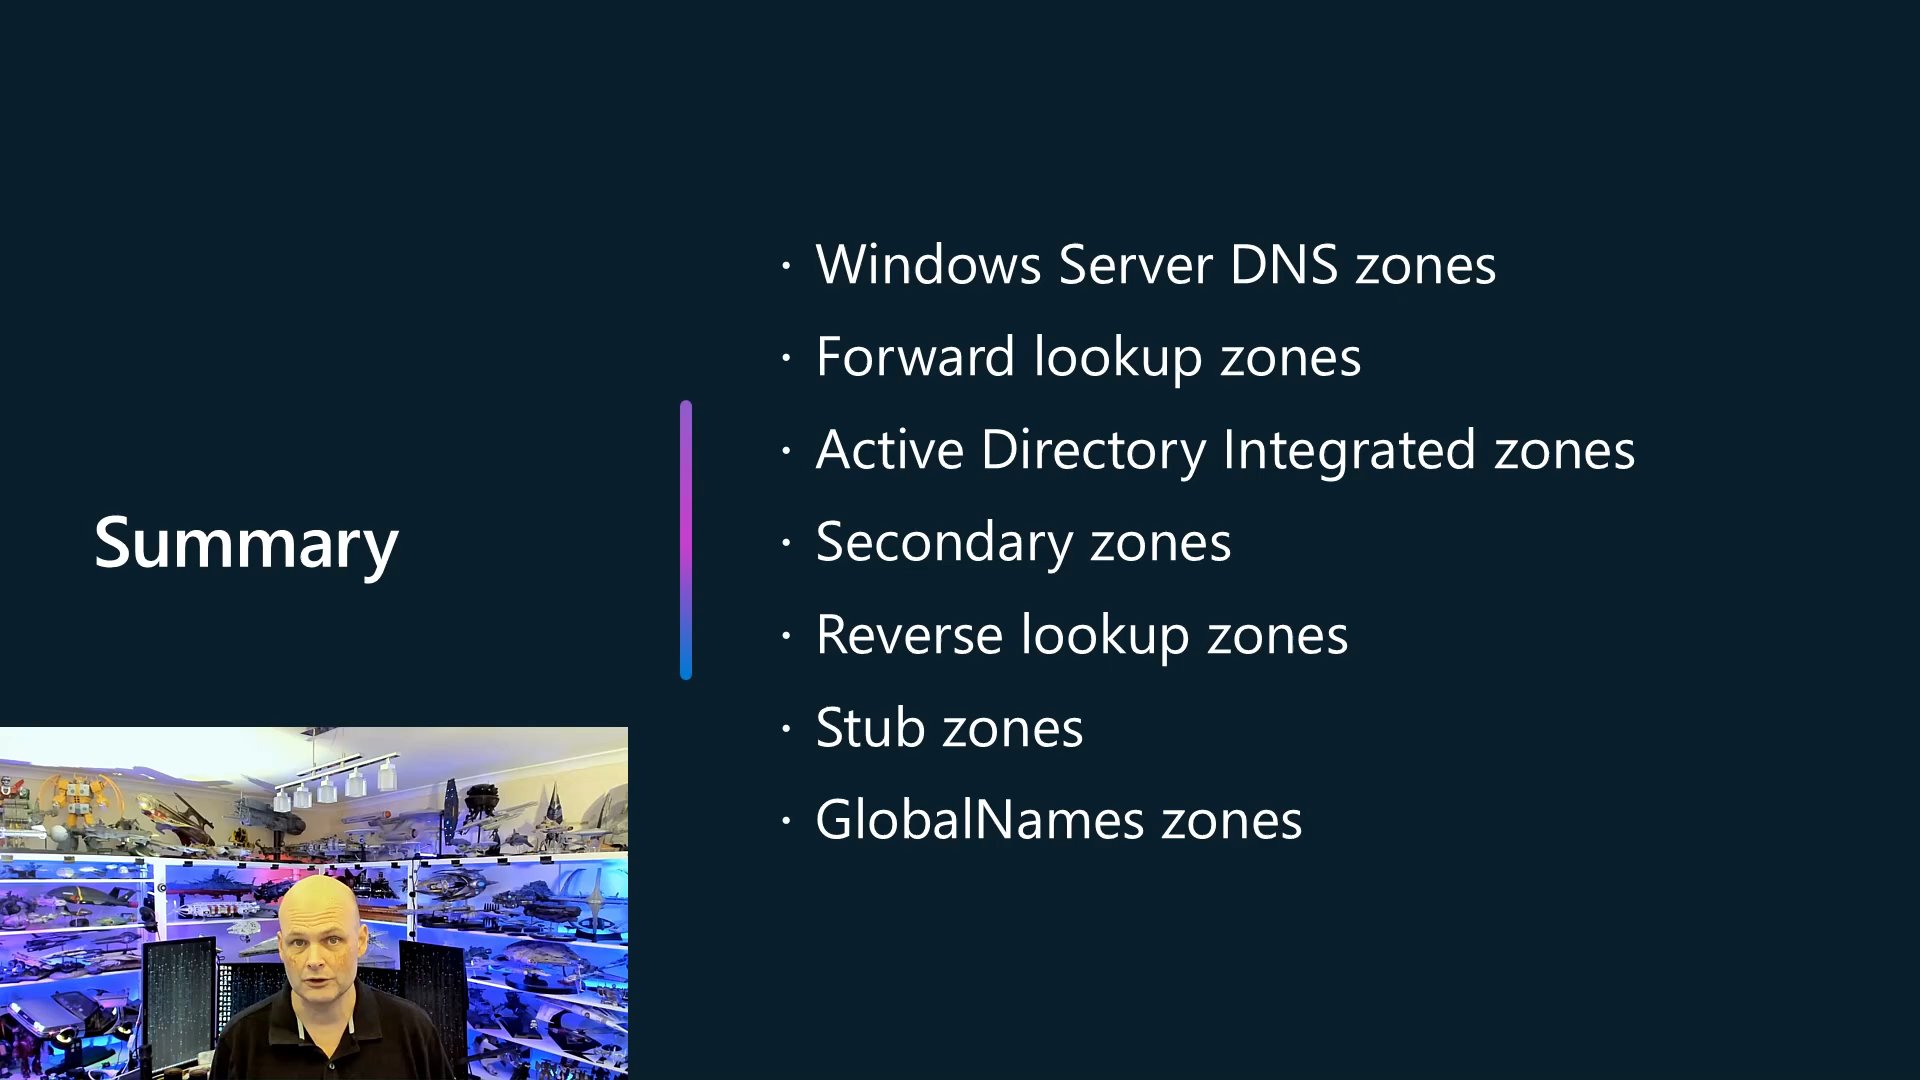 Summary
· Windows Server DNS zones
· Forward lookup zones
· Active Directory Integrated zones
· Secondary zones
· Reverse lookup zones
· Stub zones
· GlobalNames zones